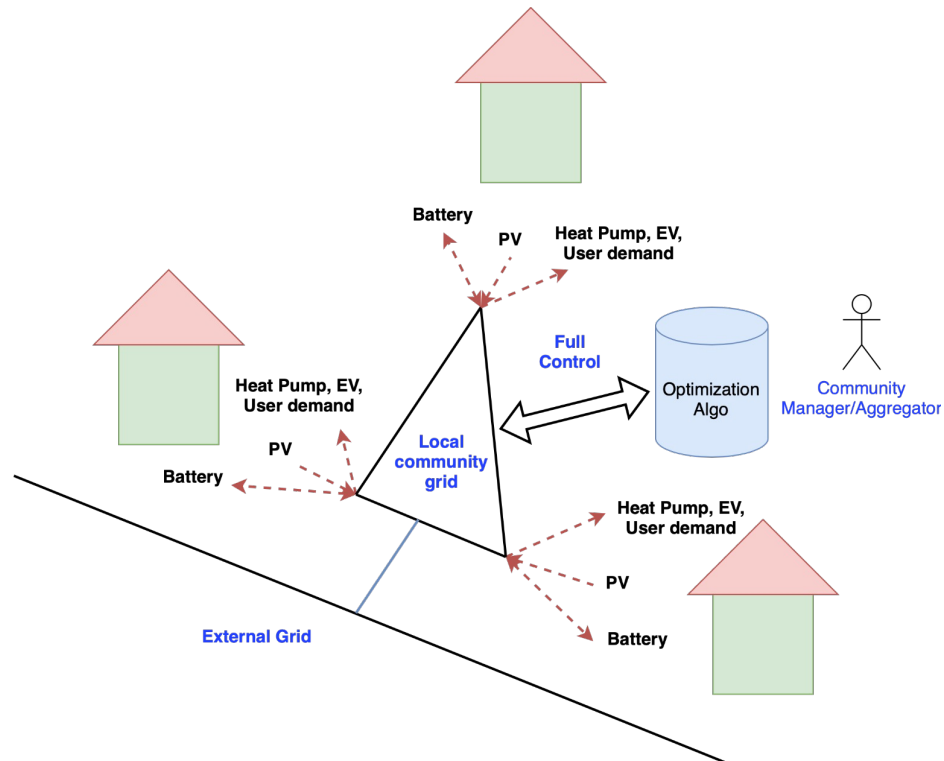 Battery
PV
Heat Pump, EV,
User demand
Full
Control
Optimization
Algo
Community
Manager/Aggregator
Heat Pump, EV,
User demand
PV
Battery
Local
community
grid
Heat Pump, EV,
User demand
PV
Battery
External Grid